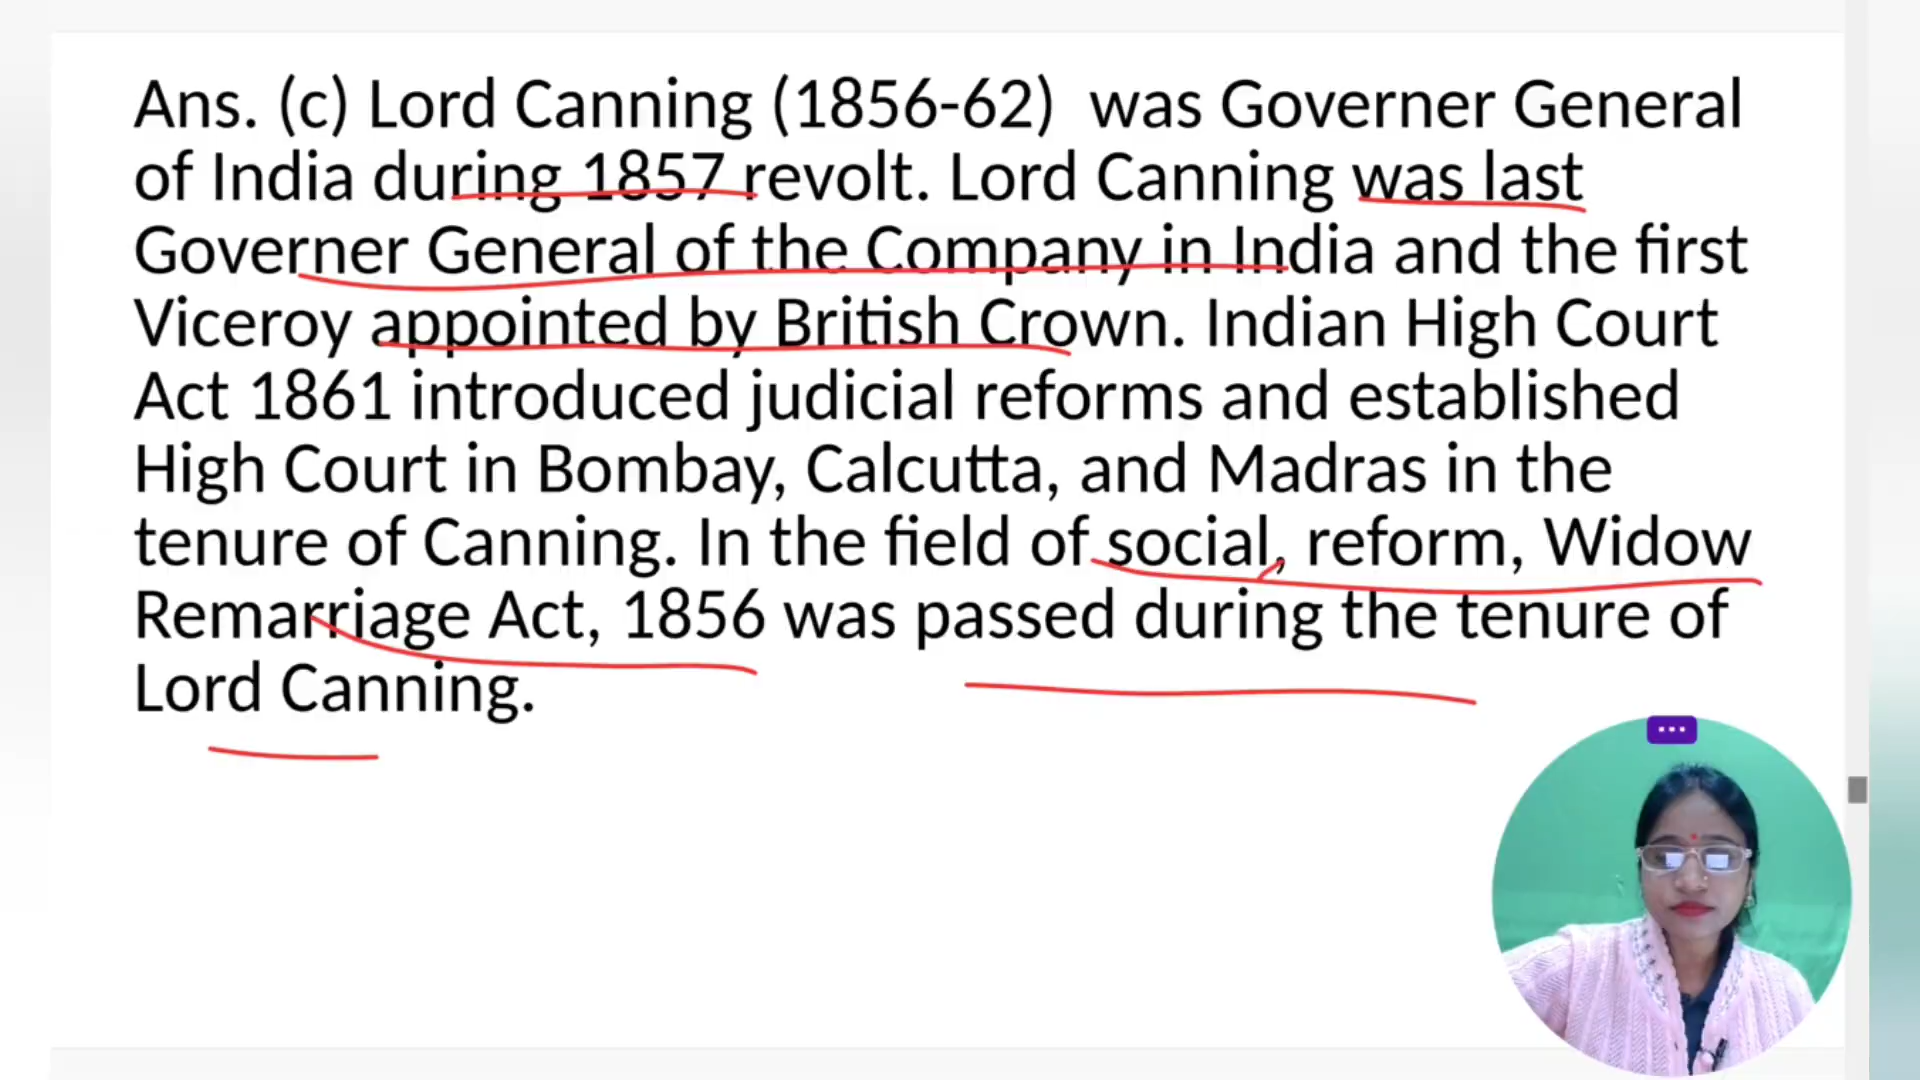 Ans. (c) Lord Canning (1856-62) was Governer General
of India during 1857 revolt. Lord Canning was last
Governer General of the Company in India and the first
Viceroy appointed by British Crown. Indian High Court
Act 1861 introduced judicial reforms and established
High Court in Bombay, Calcutta, and Madras in the
tenure of Canning. In the field of social, reform, Widow
Remarriage Act, 1856 was passed during the tenure of
Lord Canning.